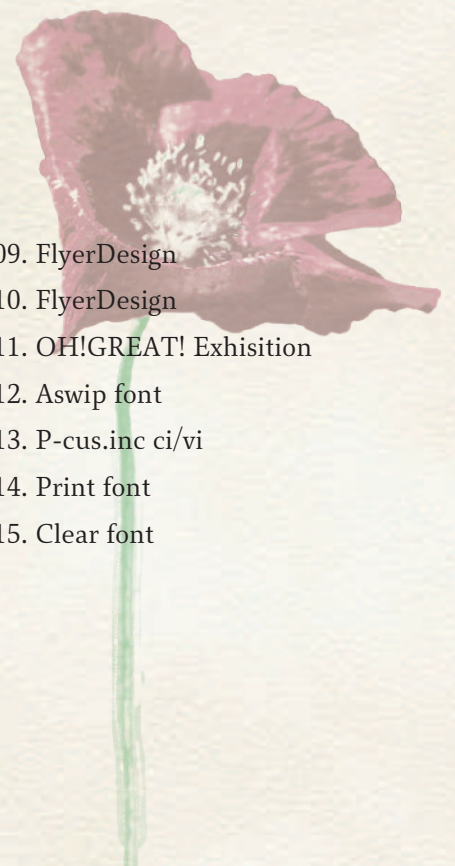 09. FlyerDesign
10. FlyerDesign
11. OH!GREAT! Exhisition
12. Aswip font
13. P-cus.inc ci/vi
14. Print font
15. Clear font